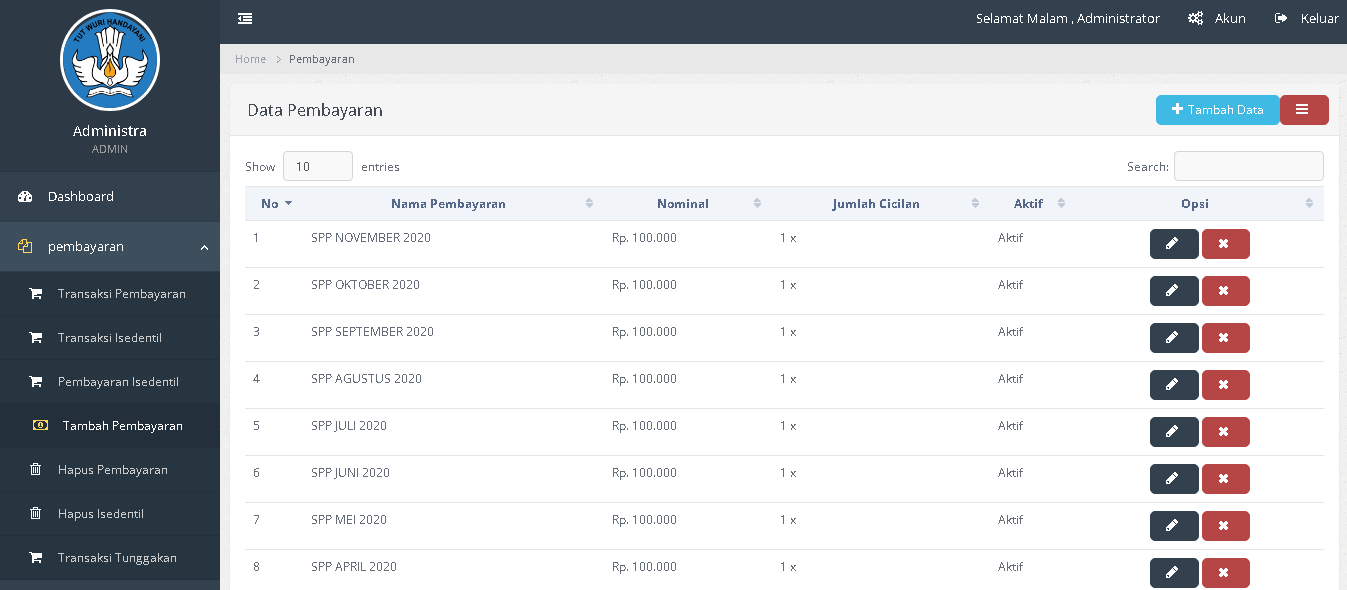 TUT WURI HANDAYANI
Administra
ADMIN
Dashboard
pembayaran
Transaksi Pembayaran
Transaksi Isedentil
Pembayaran Isedentil
Tambah Pembayaran
Hapus Pembayaran
Hapus Isedentil
Transaksi Tunggakan
Selamat Malam , Administrator Akun Keluar
Home > Pembayaran
Data Pembayaran
Tambah Data
Show 10 entries Search:
No Nama Pembayaran Nominal Jumlah Cicilan Aktif Opsi
1 SPP NOVEMBER 2020 Rp. 100.000 1 x Aktif
2 SPP OKTOBER 2020 Rp. 100.000 1 x Aktif
3 SPP SEPTEMBER 2020 Rp. 100.000 1 x Aktif
4 SPP AGUSTUS 2020 Rp. 100.000 1 x Aktif
5 SPP JULI 2020 Rp. 100.000 1 x Aktif
6 SPP JUNI 2020 Rp. 100.000 1 x Aktif
7 SPP MEI 2020 Rp. 100.000 1 x Aktif
8 SPP APRIL 2020 Rp. 100.000 1 x Aktif